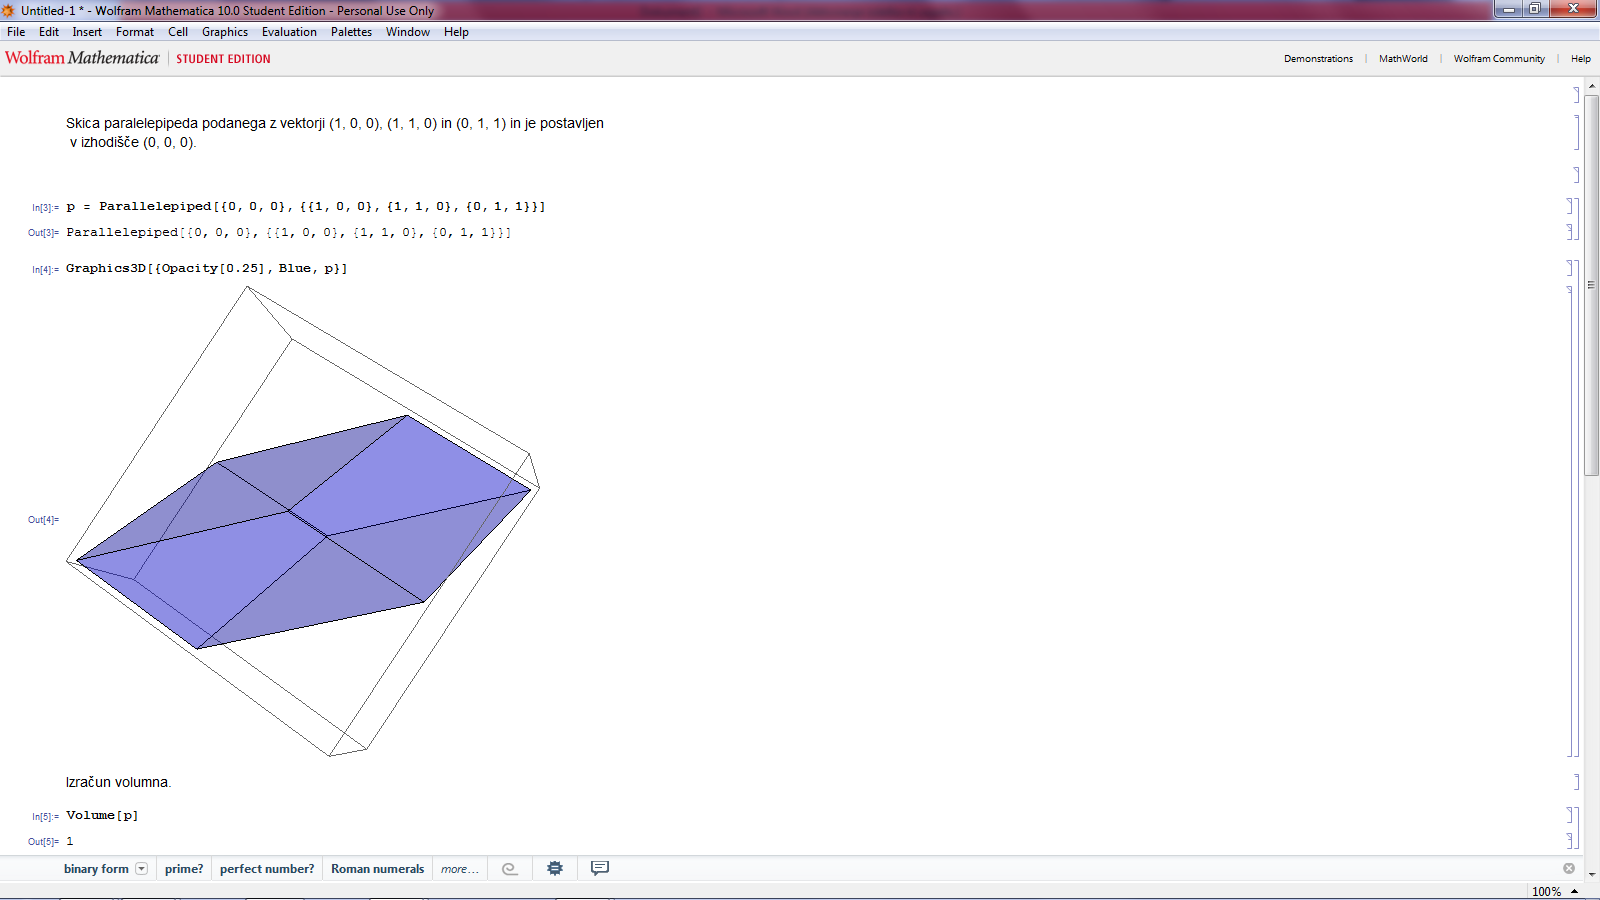 Untitled-1 * - Wolfram Mathematica 10.0 Student Edition - Personal Use Only
File Edit Insert Format Cell Graphics Evaluation Palettes Window Help
Wolfram Mathematica STUDENT EDITION Demonstrations MathWorld Wolfram Community Help
Skica paralelepipeda podanega z vektorji (1, 0, 0), (1, 1, 0) in (0, 1, 1) in je postavljen
v izhodišče (0, 0, 0).
In[3]:= p = Parallelepiped[{0, 0, 0}, {{1, 0, 0}, {1, 1, 0}, {0, 1, 1}}]
Out[3]= Parallelepiped[{0, 0, 0}, {{1, 0, 0}, {1, 1, 0}, {0, 1, 1}}]
In[4]:= Graphics3D[{Opacity[0.25], Blue, p}]
Out[4]=
Izračun volumna.
In[5]:= Volume[p]
Out[5]= 1
binary form prime? perfect number? Roman numerals more...
100%